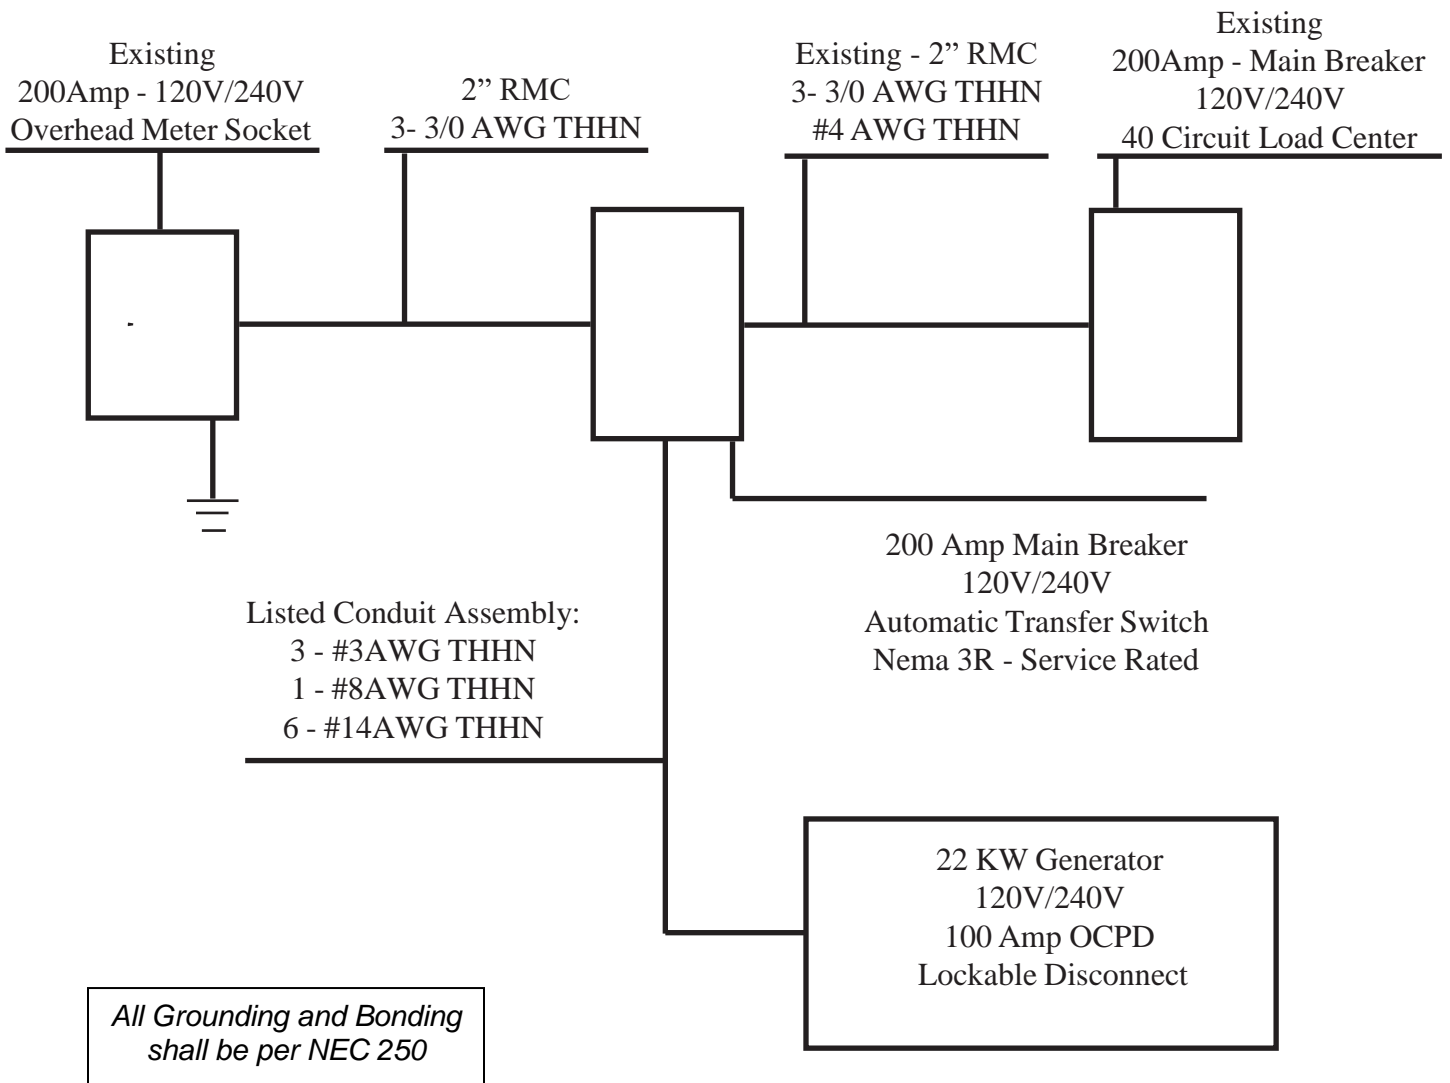 Existing
200Amp - 120V/240V
Overhead Meter Socket
2” RMC
3- 3/0 AWG THHN
Existing - 2” RMC
3- 3/0 AWG THHN
#4 AWG THHN
Existing
200Amp - Main Breaker
120V/240V
40 Circuit Load Center
200 Amp Main Breaker
120V/240V
Automatic Transfer Switch
Nema 3R - Service Rated
Listed Conduit Assembly:
3 - #3AWG THHN
1 - #8AWG THHN
6 - #14AWG THHN
22 KW Generator
120V/240V
100 Amp OCPD
Lockable Disconnect
All Grounding and Bonding
shall be per NEC 250